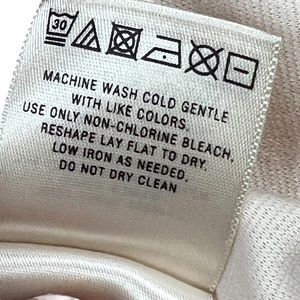 30
MACHINE WASH COLD GENTLE
WITH LIKE COLORS.
USE ONLY NON-CHLORINE BLEACH.
RESHAPE LAY FLAT TO DRY.
LOW IRON AS NEEDED.
DO NOT DRY CLEAN